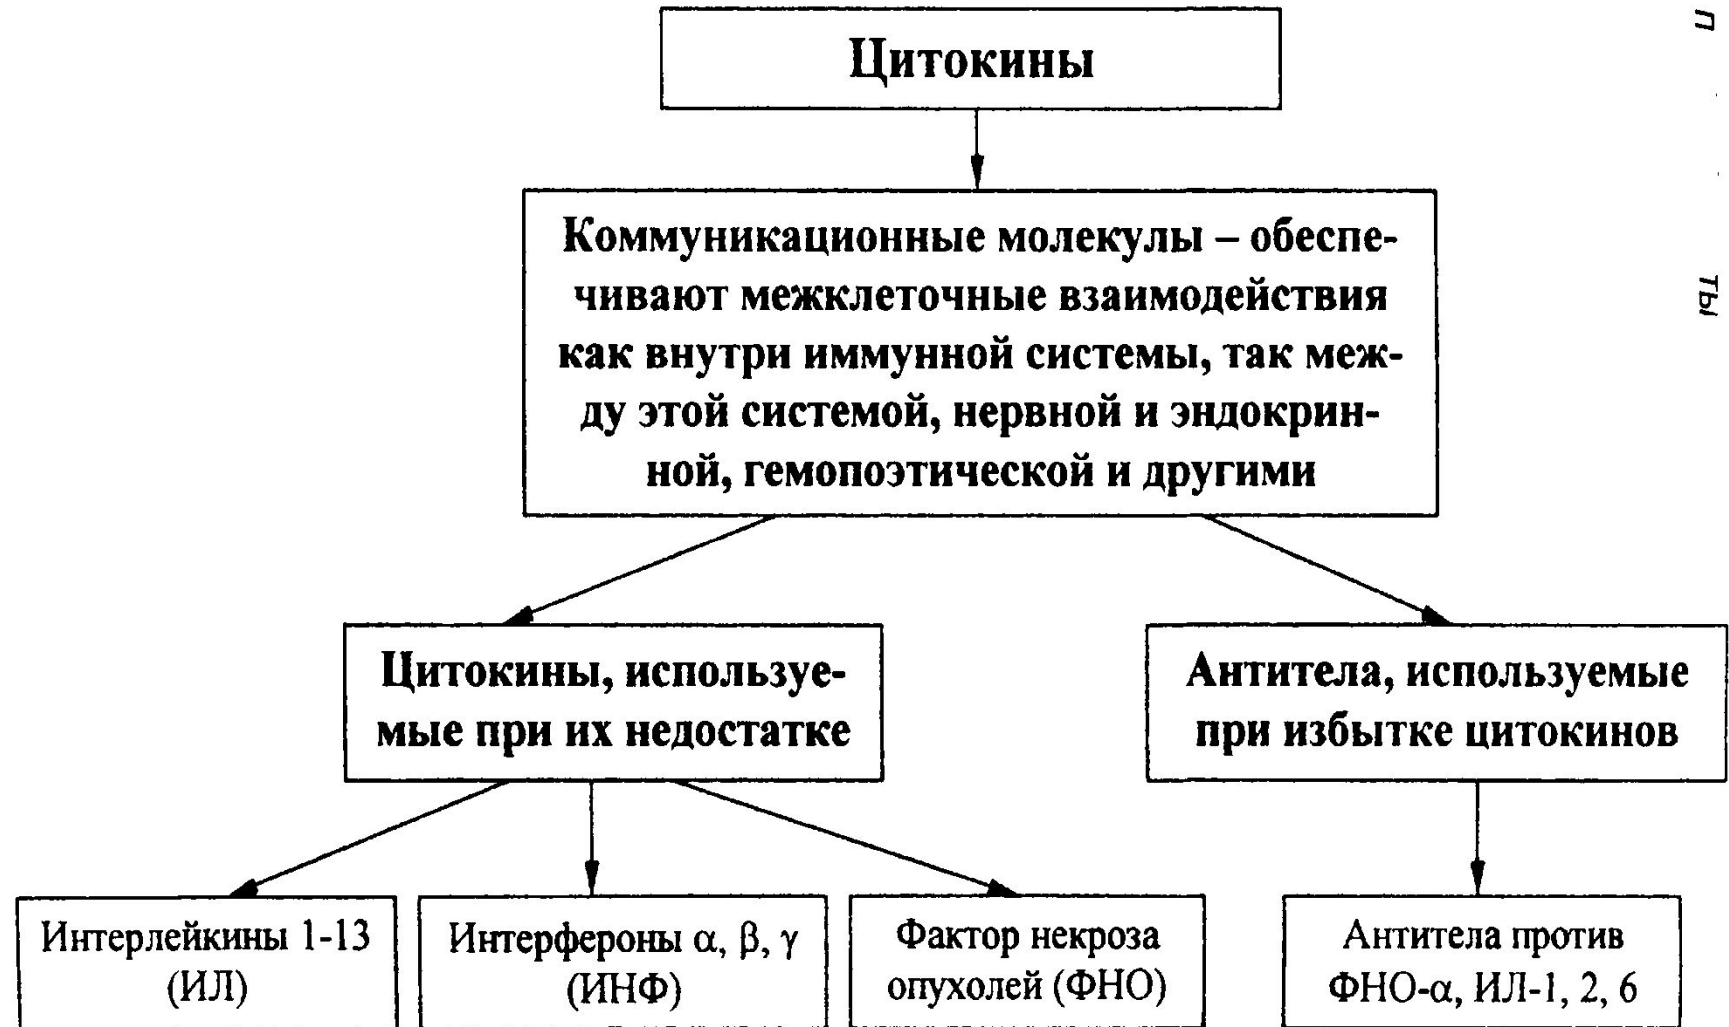 Цитокины
Коммуникационные молекулы – обеспе-
чивают межклеточные взаимодействия
как внутри иммунной системы, так меж-
ду этой системой, нервной и эндокрин-
ной, гемопоэтической и другими
Цитокины, используе-
мые при их недостатке
Антитела, используемые
при избытке цитокинов
Интерлейкины 1-13
(ИЛ)
Интерфероны α, β, γ
(ИНФ)
Фактор некроза
опухолей (ФНО)
Антитела против
ФНО-α, ИЛ-1, 2, 6
п
ты